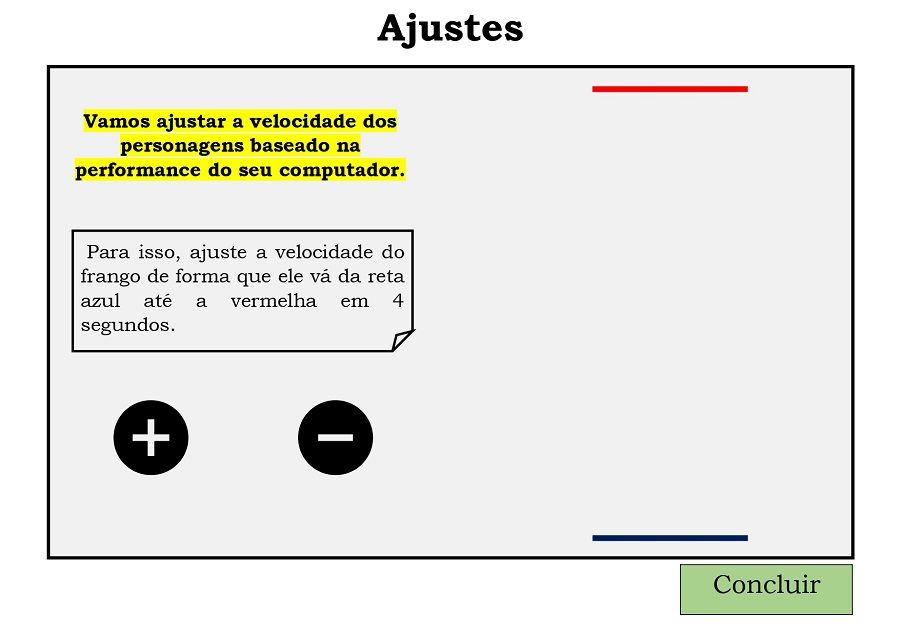 Ajustes
Vamos ajustar a velocidade dos
personagens baseado na
performance do seu computador.
Para isso, ajuste a velocidade do
frango de forma que ele vá da reta
azul até a vermelha em 4
segundos.
Concluir